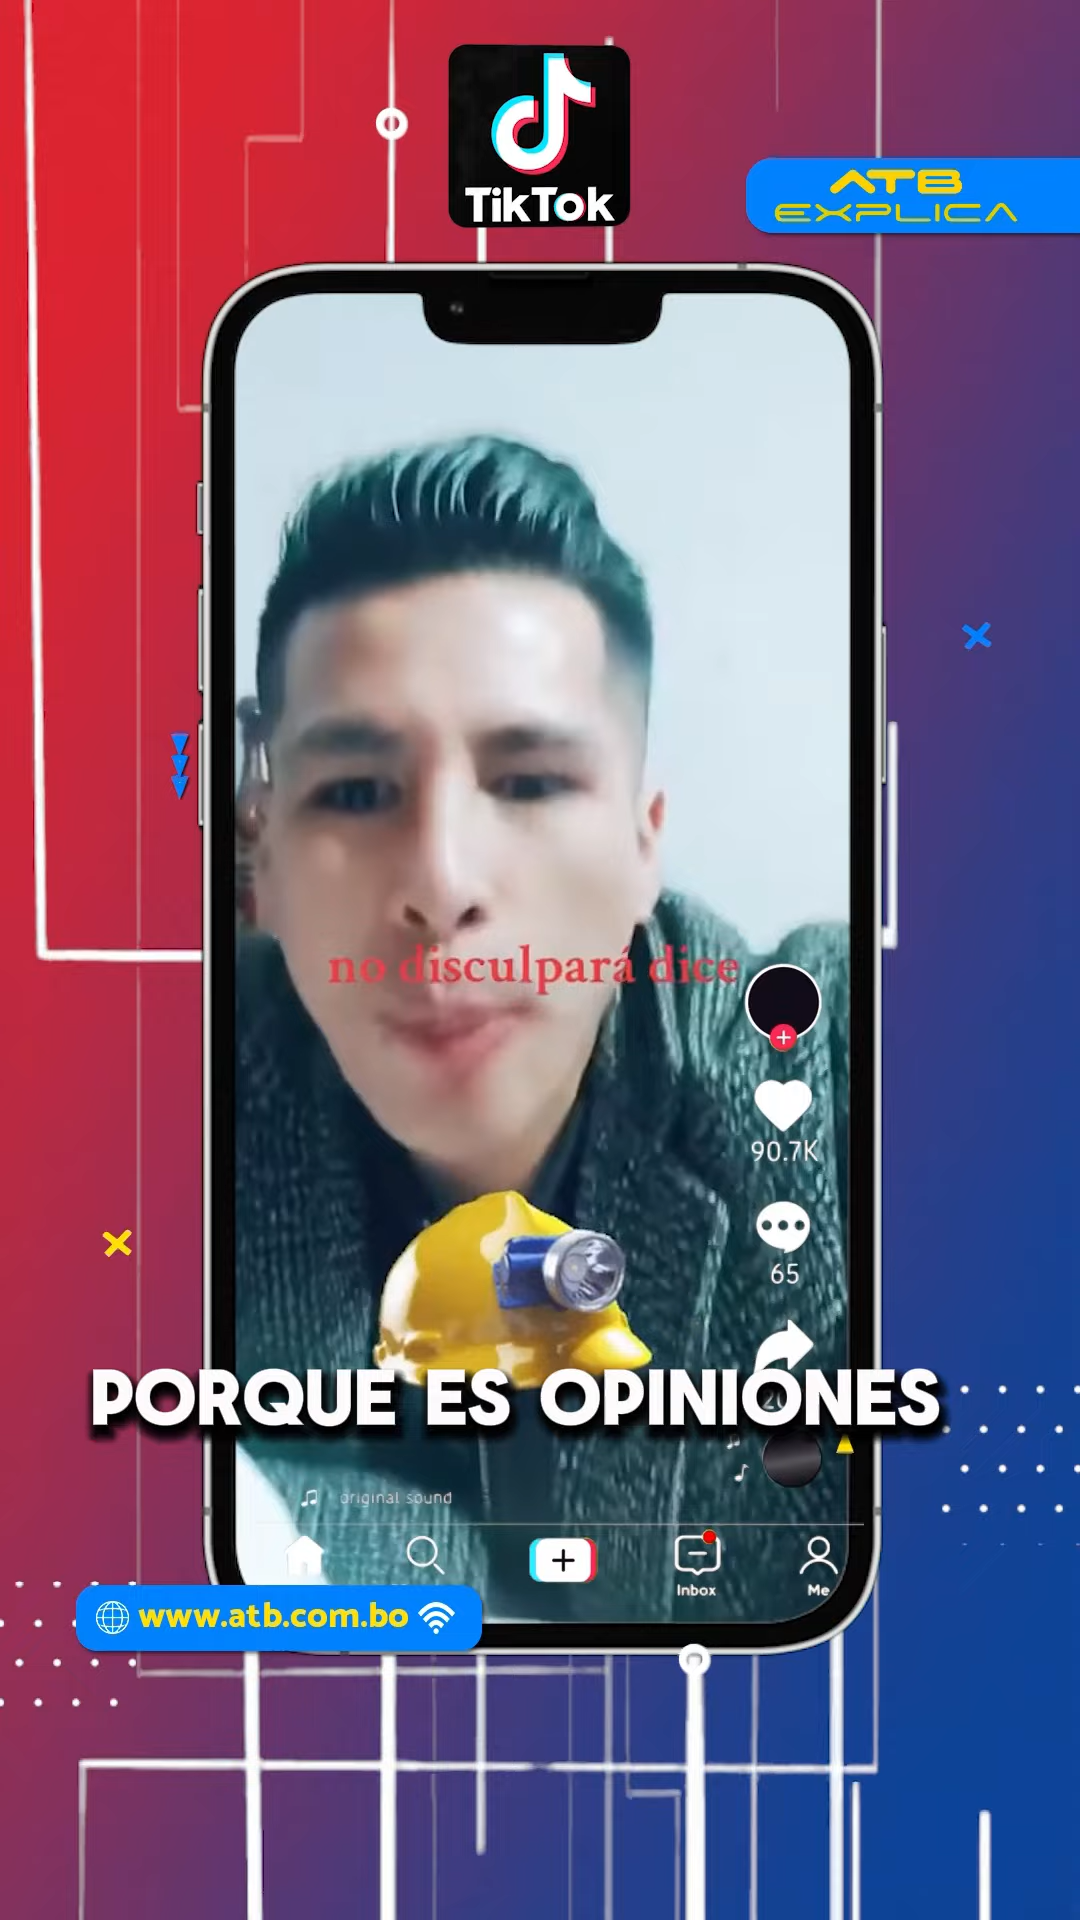 TikTok
ATB
EXPLICA
no disculpará dice
90.7K
65
PORQUE ES OPINIONES
original sound
Inbox
Me
www.atb.com.bo